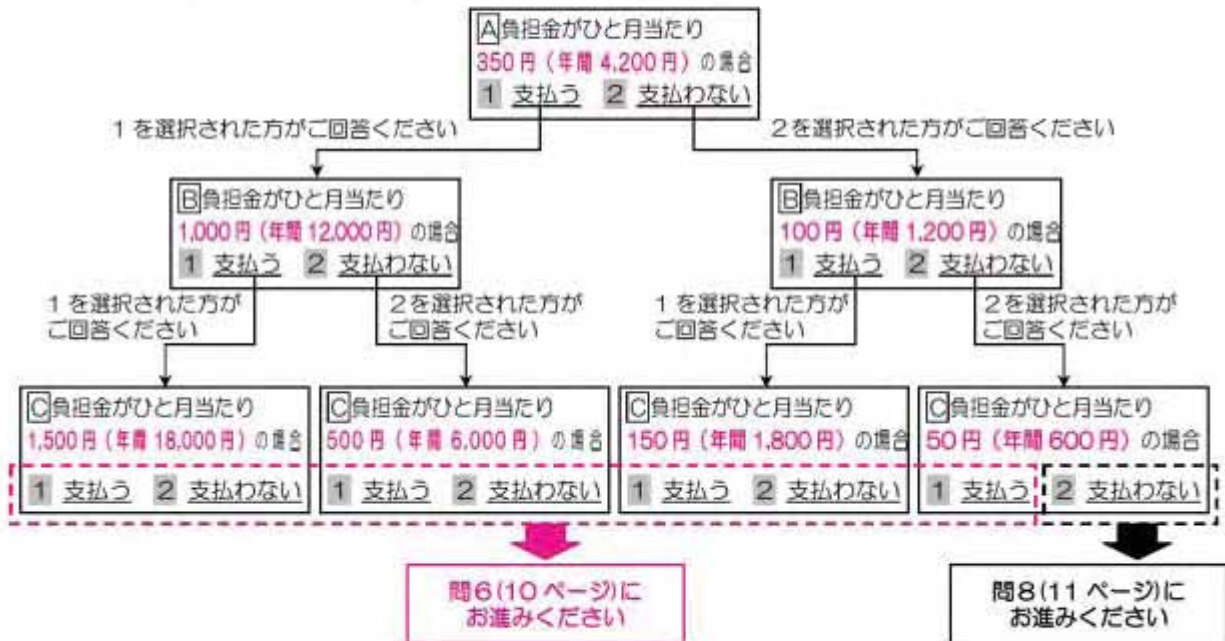 A負担金がひと月当たり
350円（年間4,200円）の場合
1 支払う 2 支払わない
1を選択された方がご回答ください
2を選択された方がご回答ください
B負担金がひと月当たり
1,000円（年間12,000円）の場合
1 支払う 2 支払わない
B負担金がひと月当たり
100円（年間1,200円）の場合
1 支払う 2 支払わない
1を選択された方が
ご回答ください
2を選択された方が
ご回答ください
1を選択された方が
ご回答ください
2を選択された方が
ご回答ください
C負担金がひと月当たり
1,500円（年間18,000円）の場合
1 支払う 2 支払わない
C負担金がひと月当たり
500円（年間6,000円）の場合
1 支払う 2 支払わない
C負担金がひと月当たり
150円（年間1,800円）の場合
1 支払う 2 支払わない
C負担金がひと月当たり
50円（年間600円）の場合
1 支払う 2 支払わない
問6(10ページ)に
お進みください
問8(11ページ)に
お進みください